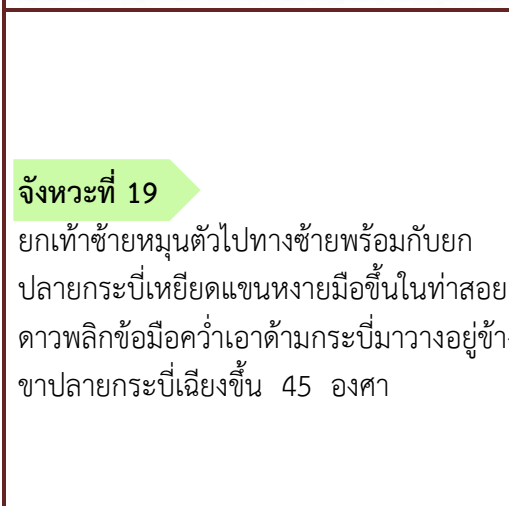 จังหวะที่ 19
ยกเท้าซ้ายหมุนตัวไปทางซ้ายพร้อมกับยก
ปลายกระบี่เหยียดแขนหงายมือขึ้นในท่าสอย
ดาวพลิกข้อมือคว่ำเอาด้ามกระบี่มาวางอยู่
ขาปลายกระบี่เฉียงขึ้น 45 องศา